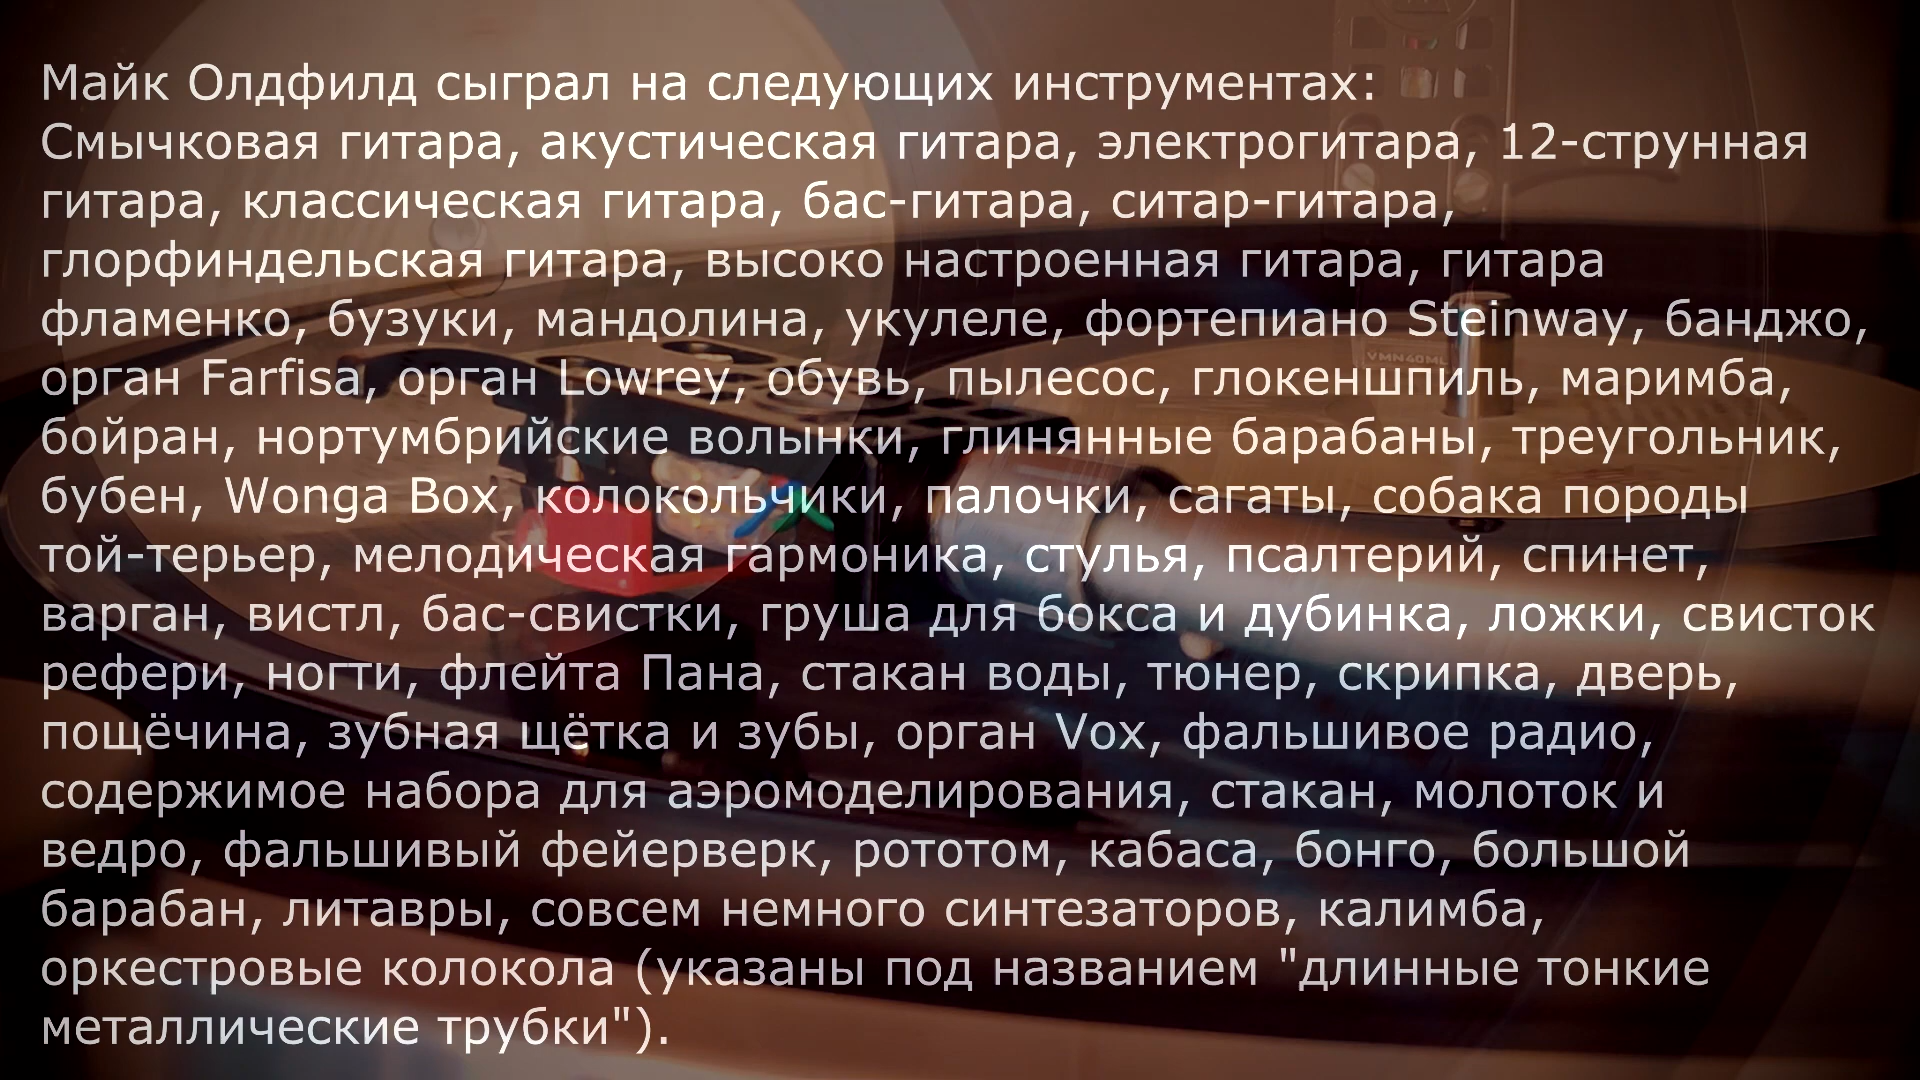 Майк Олдфилд сыграл на следующих инструментах:
Смычковая гитара, акустическая гитара, электрогитара, 12-струнная
гитара, классическая гитара, бас-гитара, ситар-гитара,
глорфиндельская гитара, высоко настроенная гитара, гитара
фламенко, бузуки, мандолина, укулеле, фортепиано Steinway, банджо,
орган Farfisa, орган Lowrey, обувь, пылесос, глокеншпиль, маримба,
бойран, нортумбрийские волынки, глинянные барабаны, треугольник,
бубен, Wonga Box, колокольчики, палочки, сагаты, собака породы
той-терьер, мелодическая гармоника, стулья, псалтерий, спинет,
варган, вистл, бас-свистки, груша для бокса и дубинка, ложки, свисток
рефери, ногти, флейта Пана, стакан воды, тюнер, скрипка, дверь,
пощёчина, зубная щётка и зубы, орган Vox, фальшивое радио,
содержимое набора для аэромоделирования, стакан, молоток и
ведро, фальшивый фейерверк, рототом, кабаса, бонго, большой
барабан, литавры, совсем немного синтезаторов, калимба,
оркестровые колокола (указаны под названием "длинные тонкие
металлические трубки").
VMN40ML